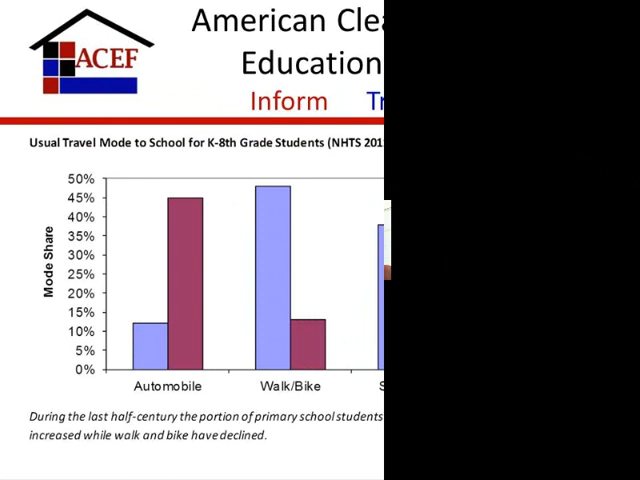 ACEF
American
Education
Inform
Usual Travel Mode to School for K-8th Grade Students (NHTS
50%
45%
40%
35%
30%
25%
20%
15%
10%
5%
0%
Mode Share
Automobile
Walk/Bike
During the last half-century the portion of primary school students
increased while walk and bike have declined.